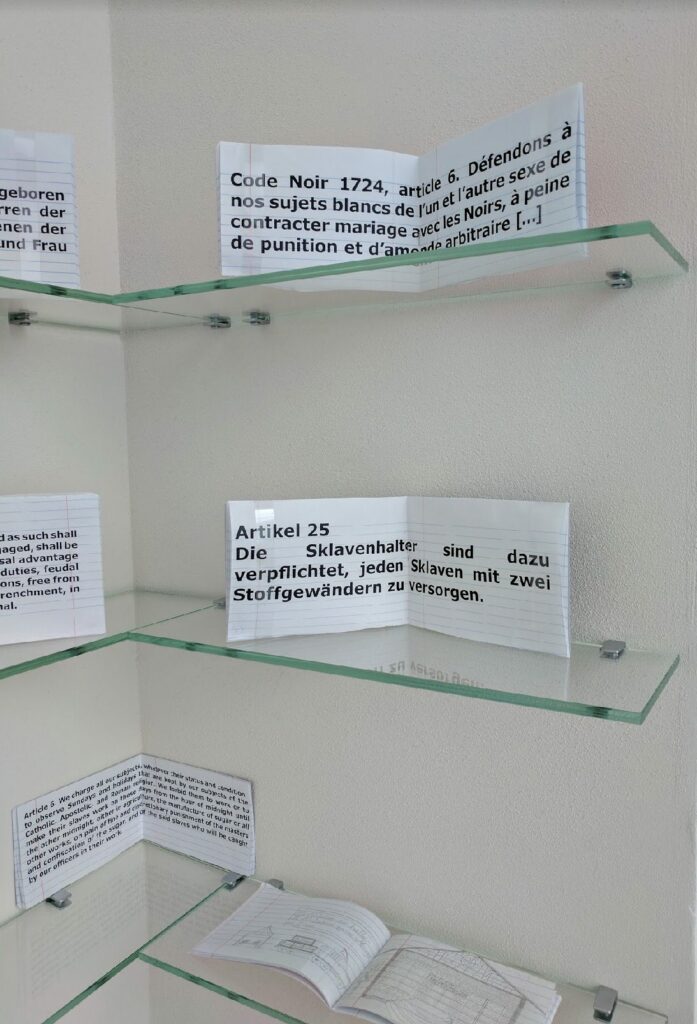 geboren
rren der
enen der
und Frau
Code Noir 1724, article 6. Défendons à
nos sujets blancs de l'un et l'autre sexe de
contracter mariage avec les Noirs, à peine
de punition et d'amende arbitraire [...]
d as such shall
gaged, shall be
sal advantage
duties, feudal
ons, free from
renchment, in
nal.
Artikel 25
Die Sklavenhalter sind dazu
verpflichtet, jeden Sklaven mit zwei
Stoffgewändern zu versorgen.
Article 6. We charge all our subjects, whatever their status and condition
to observe Sundays and holidays that are kept by our subjects of the
Catholic, Apostolic, and Roman religion. We forbid them to work or to
make their slaves work on these days from the hour of midnight until
the other midnight, either in agriculture, the manufacture of sugar or all
other works, on pain of fine and discretionary punishment of the masters
and confiscation of the sugar, and of the said slaves who will be caught
by our officers in their work.